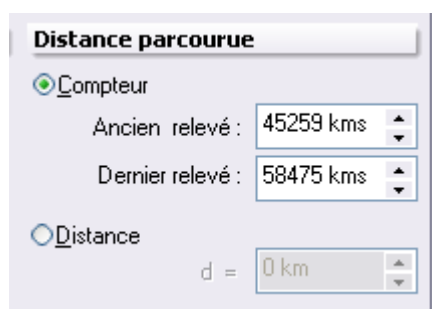 Distance parcourue
Compteur
Ancien relevé : 45259 kms
Dernier relevé : 58475 kms
Distance
d = 0 km